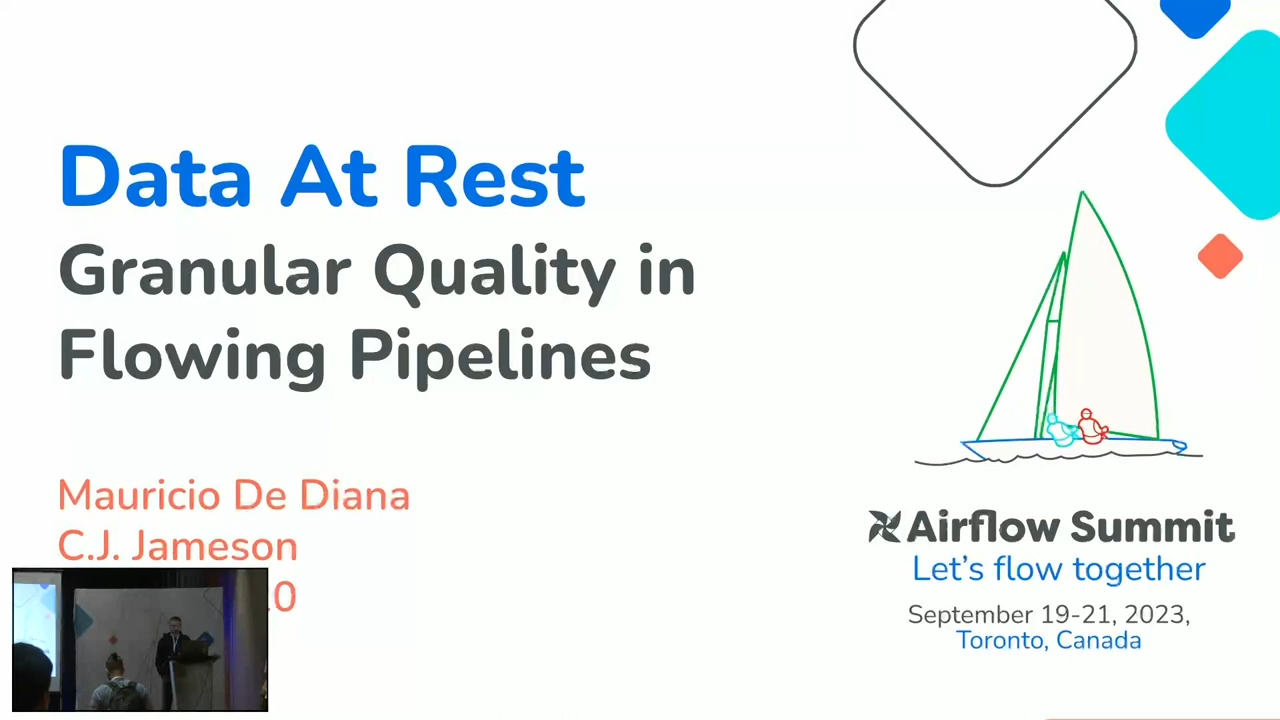 Data At Rest
Granular Quality in
Flowing Pipelines
Mauricio De Diana
C.J. Jameson
Airflow Summit
Let's flow together
September 19-21, 2023,
Toronto, Canada